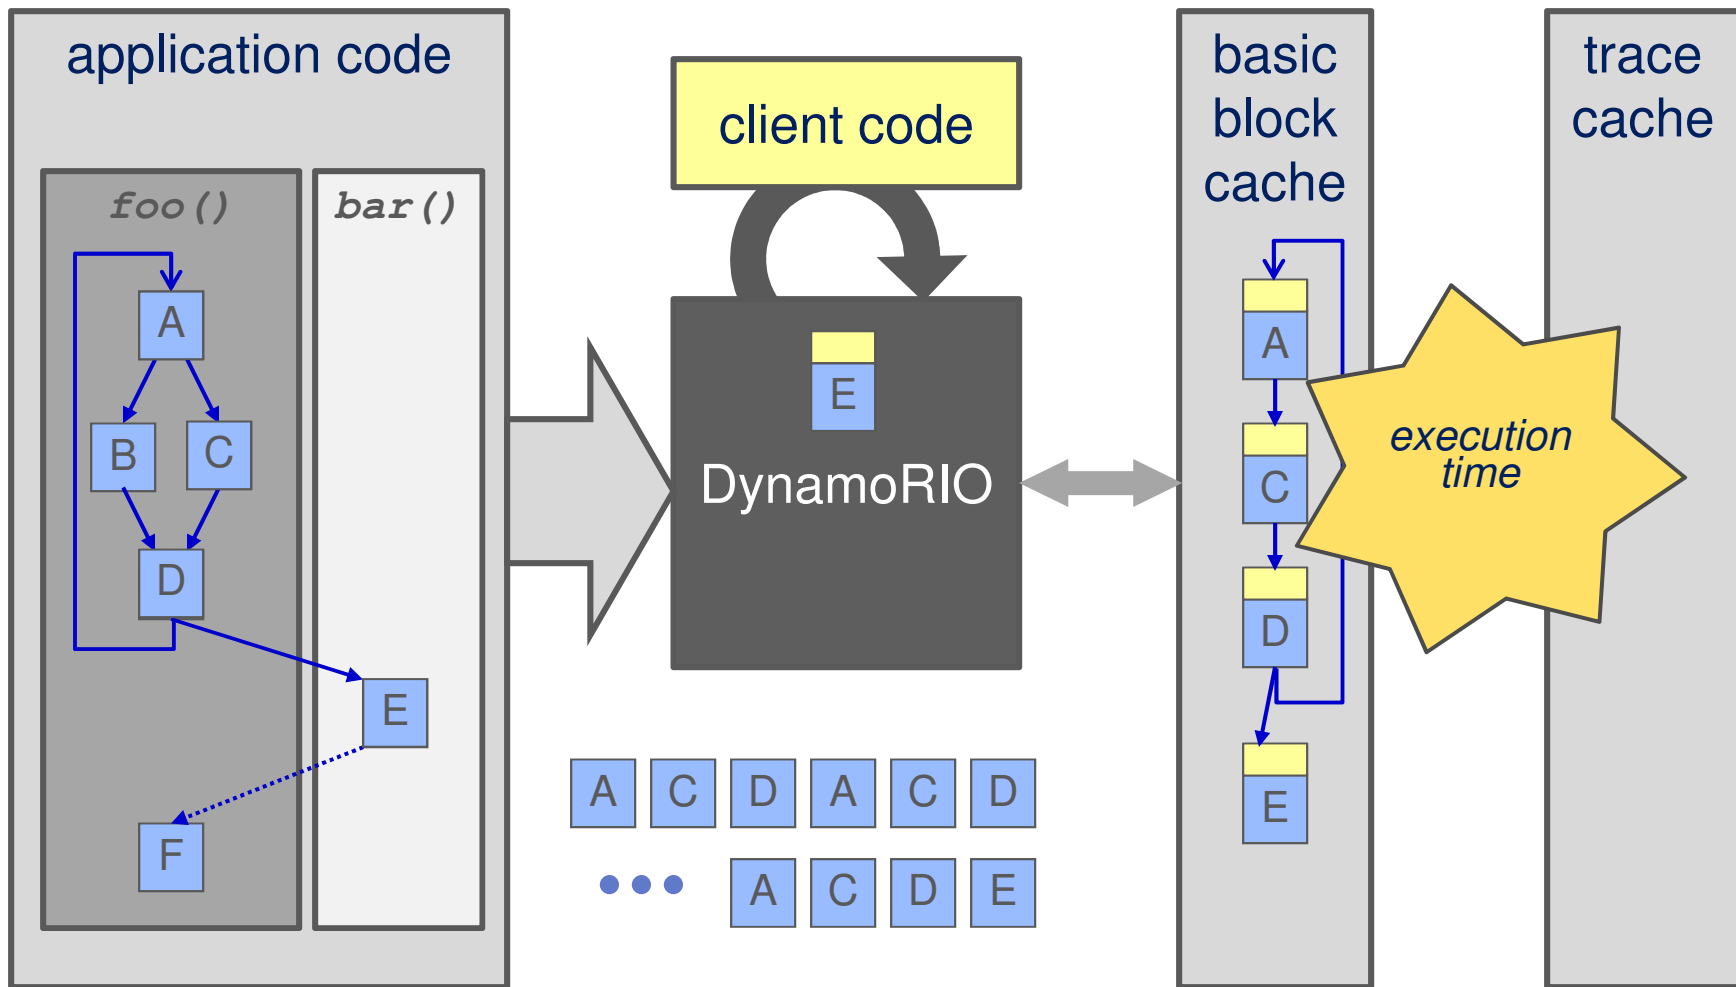 application code
foo()
bar()
A
B
C
D
E
F
client code
E
DynamoRIO
A C D A C D
••• A C D E
basic
block
cache
A
C
D
E
execution
time
trace
cache